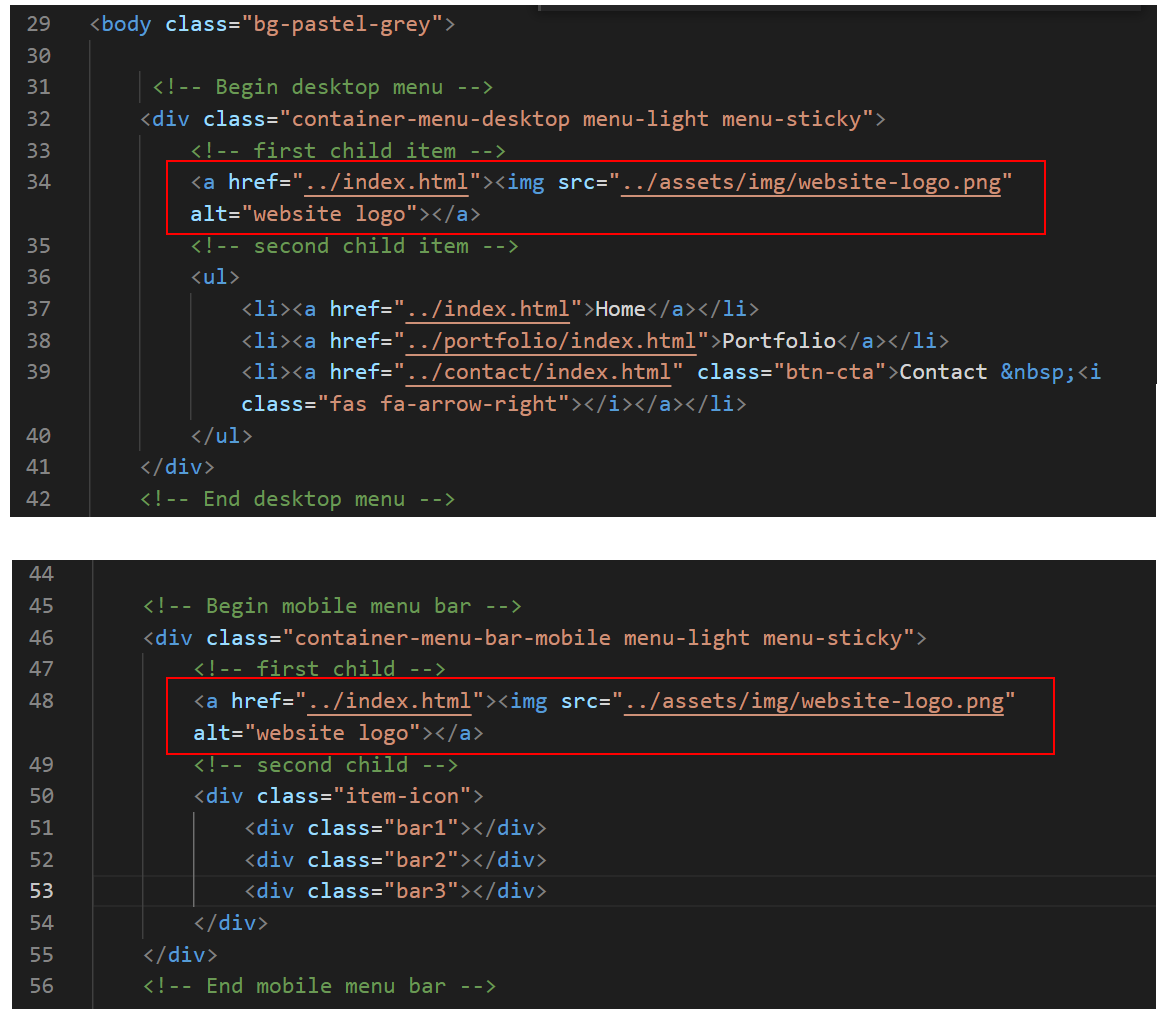 29 <body class="bg-pastel-grey">
30
31 <!-- Begin desktop menu -->
32 <div class="container-menu-desktop menu-light menu-sticky">
33 <!-- first child item -->
34 <a href="../index.html"><img src="../assets/img/website-logo.png"
alt="website logo"></a>
35 <!-- second child item -->
36 <ul>
37 <li><a href="../index.html">Home</a></li>
38 <li><a href="../portfolio/index.html">Portfolio</a></li>
39 <li><a href="../contact/index.html" class="btn-cta">Contact &nbsp;<i
class="fas fa-arrow-right"></i></a></li>
40 </ul>
41 </div>
42 <!-- End desktop menu -->
44
45 <!-- Begin mobile menu bar -->
46 <div class="container-menu-bar-mobile menu-light menu-sticky">
47 <!-- first child -->
48 <a href="../index.html"><img src="../assets/img/website-logo.png"
alt="website logo"></a>
49 <!-- second child -->
50 <div class="item-icon">
51 <div class="bar1"></div>
52 <div class="bar2"></div>
53 <div class="bar3"></div>
54 </div>
55 </div>
56 <!-- End mobile menu bar -->